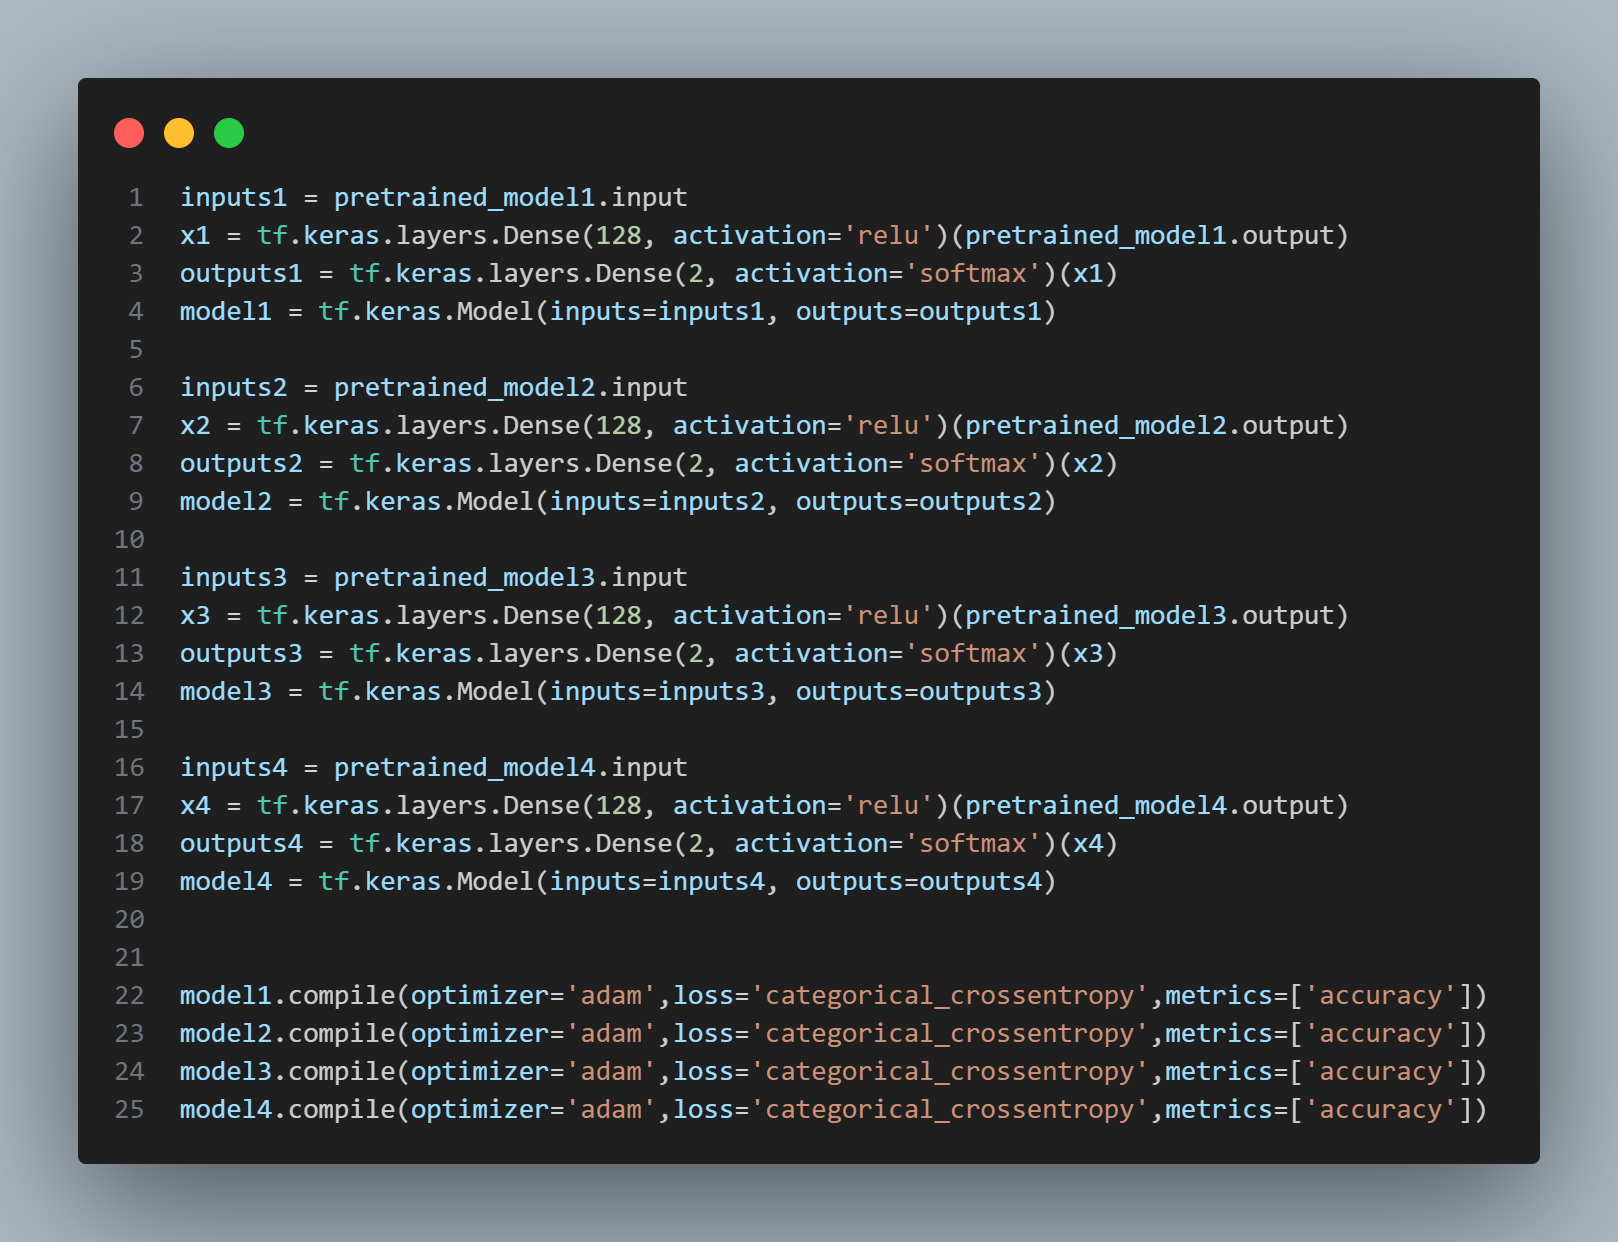 1 inputs1 = pretrained_model1.input
2 x1 = tf.keras.layers.Dense(128, activation='relu')(pretrained_model1.output)
3 outputs1 = tf.keras.layers.Dense(2, activation='softmax')(x1)
4 model1 = tf.keras.Model(inputs=inputs1, outputs=outputs1)
5
6 inputs2 = pretrained_model2.input
7 x2 = tf.keras.layers.Dense(128, activation='relu')(pretrained_model2.output)
8 outputs2 = tf.keras.layers.Dense(2, activation='softmax')(x2)
9 model2 = tf.keras.Model(inputs=inputs2, outputs=outputs2)
10
11 inputs3 = pretrained_model3.input
12 x3 = tf.keras.layers.Dense(128, activation='relu')(pretrained_model3.output)
13 outputs3 = tf.keras.layers.Dense(2, activation='softmax')(x3)
14 model3 = tf.keras.Model(inputs=inputs3, outputs=outputs3)
15
16 inputs4 = pretrained_model4.input
17 x4 = tf.keras.layers.Dense(128, activation='relu')(pretrained_model4.output)
18 outputs4 = tf.keras.layers.Dense(2, activation='softmax')(x4)
19 model4 = tf.keras.Model(inputs=inputs4, outputs=outputs4)
20
21
22 model1.compile(optimizer='adam',loss='categorical_crossentropy',metrics=['accuracy'])
23 model2.compile(optimizer='adam',loss='categorical_crossentropy',metrics=['accuracy'])
24 model3.compile(optimizer='adam',loss='categorical_crossentropy',metrics=['accuracy'])
25 model4.compile(optimizer='adam',loss='categorical_crossentropy',metrics=['accuracy'])